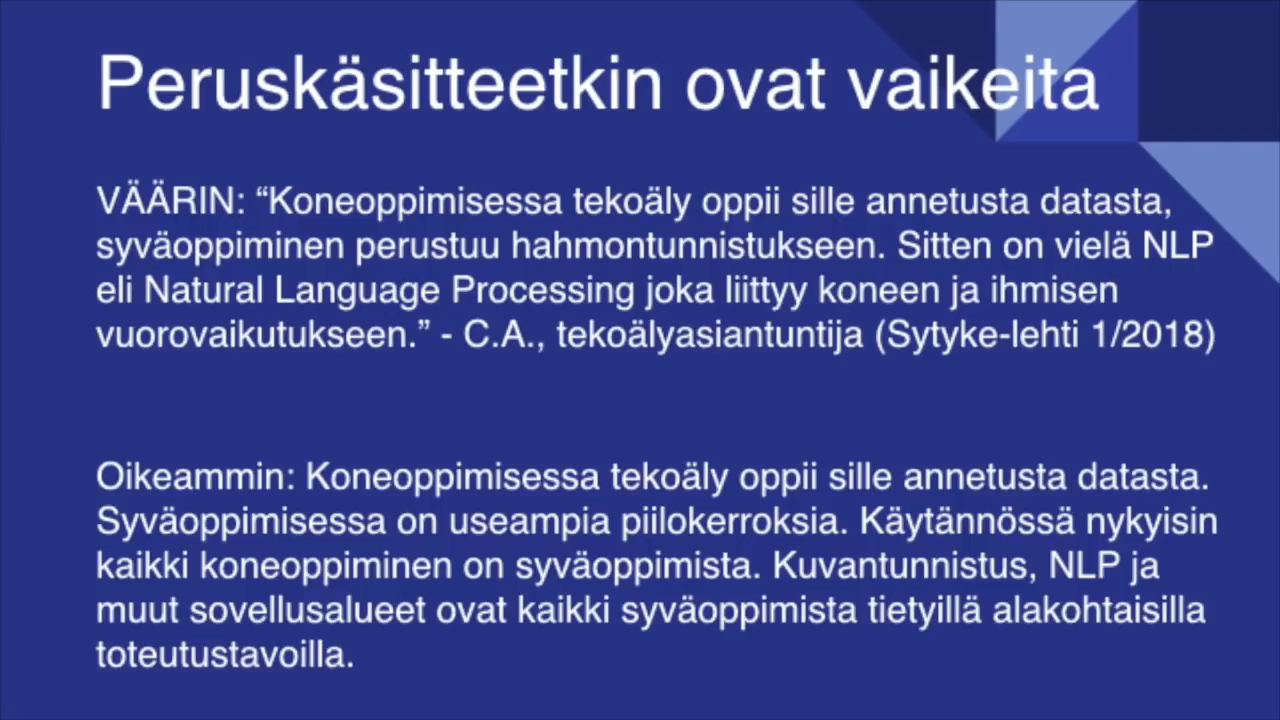 Peruskäsitteetkin ovat vaikeita
VÄÄRIN: “Koneoppimisessa tekoäly oppii sille annetusta datasta,
syväoppiminen perustuu hahmontunnistukseen. Sitten on vielä NLP
eli Natural Language Processing joka liittyy koneen ja ihmisen
vuorovaikutukseen.” - C.A., tekoälyasiantuntija (Sytyke-lehti 1/2018)
Oikeammin: Koneoppimisessa tekoäly oppii sille annetusta datasta.
Syväoppimisessa on useampia piilokerroksia. Käytännössä nykyisin
kaikki koneoppiminen on syväoppimista. Kuvantunnistus, NLP ja
muut sovellusalueet ovat kaikki syväoppimista tietyillä alakohtaisilla
toteutustavoilla.